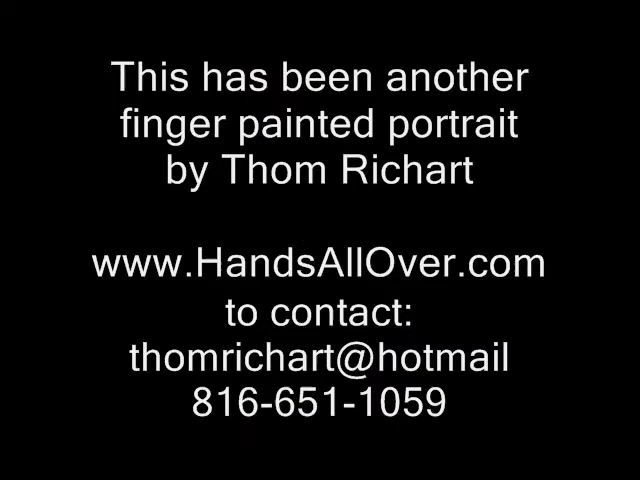 This has been another
finger painted portrait
by Thom Richart
www.HandsAllOver.com
to contact:
thomrichart@hotmail
816-651-1059